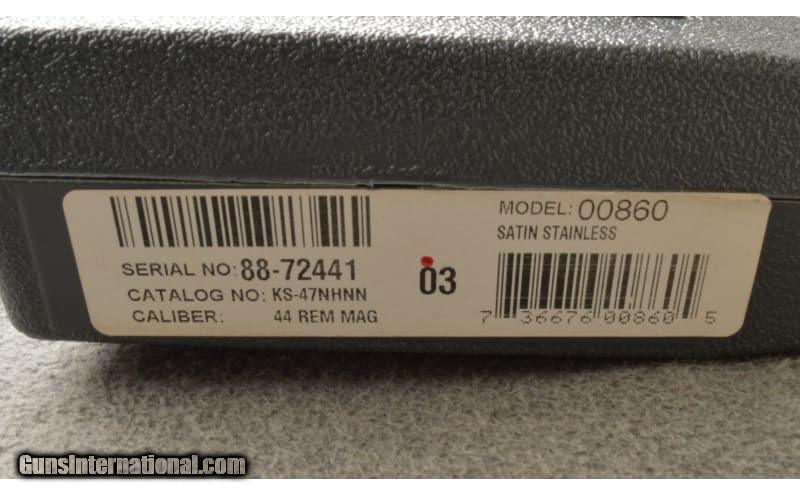 SERIAL NO: 88-72441
CATALOG NO: KS-47NHNN
CALIBER: 44 REM MAG
03
MODEL: 00860
SATIN STAINLESS
7 36676 00860 5
GunsInternational.com